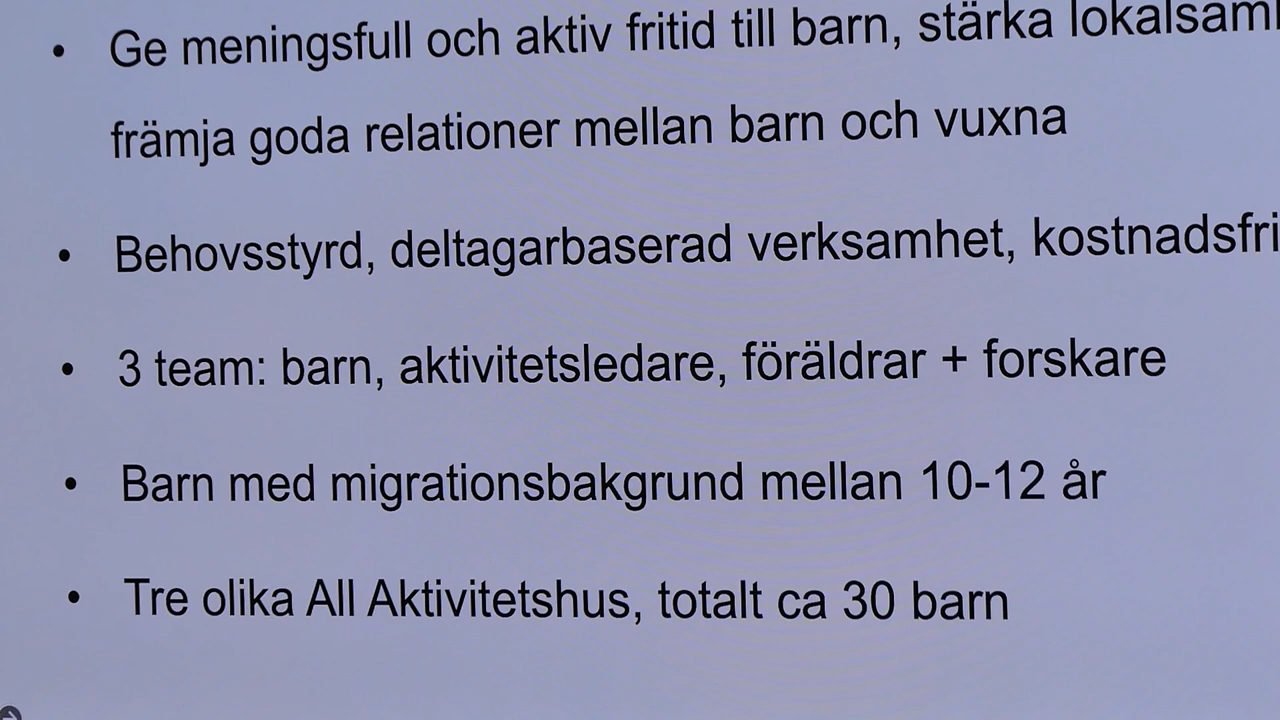 • Ge meningsfull och aktiv fritid till barn, stärka
främja goda relationer mellan barn och vuxna
• Behovsstyrd, deltagarbaserad verksamhet,
• 3 team: barn, aktivitetsledare, föräldrar + forskare
• Barn med migrationsbakgrund mellan 10-12 år
• Tre olika All Aktivitetshus, totalt ca 30 barn